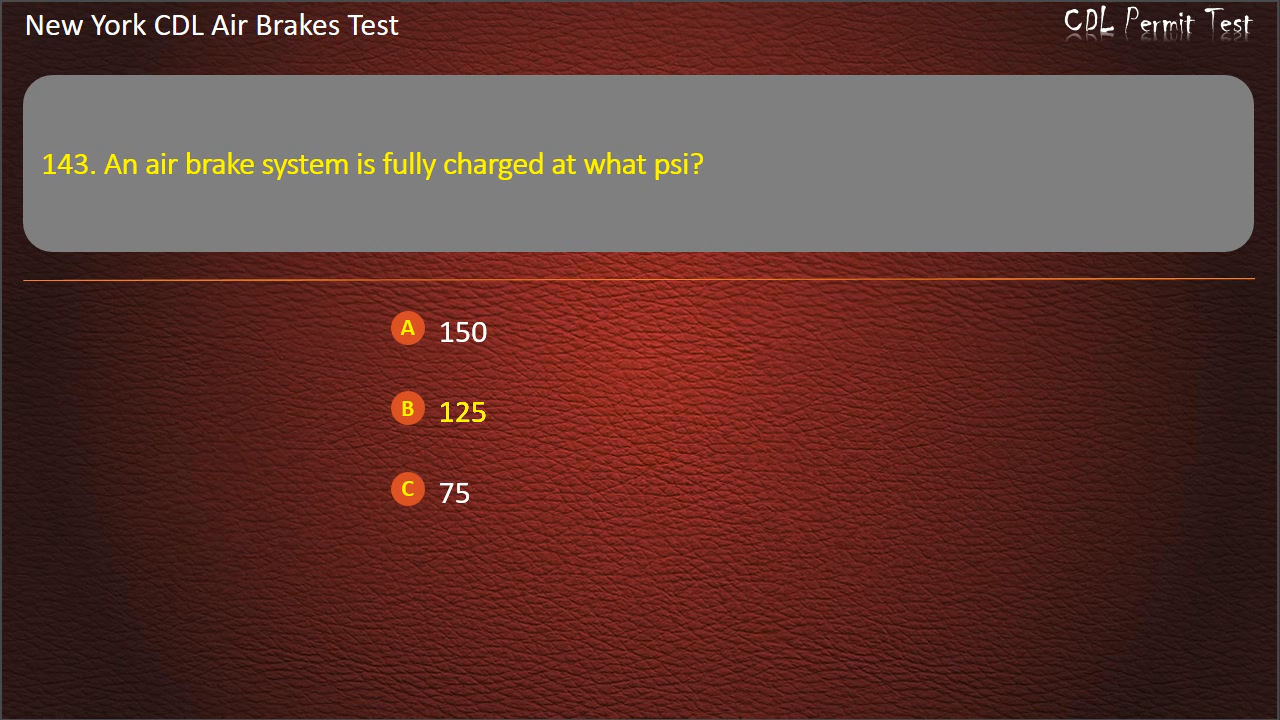 New York CDL Air Brakes Test
CDL Permit Test
143. An air brake system is fully charged at what psi?
A 150
B 125
C 75